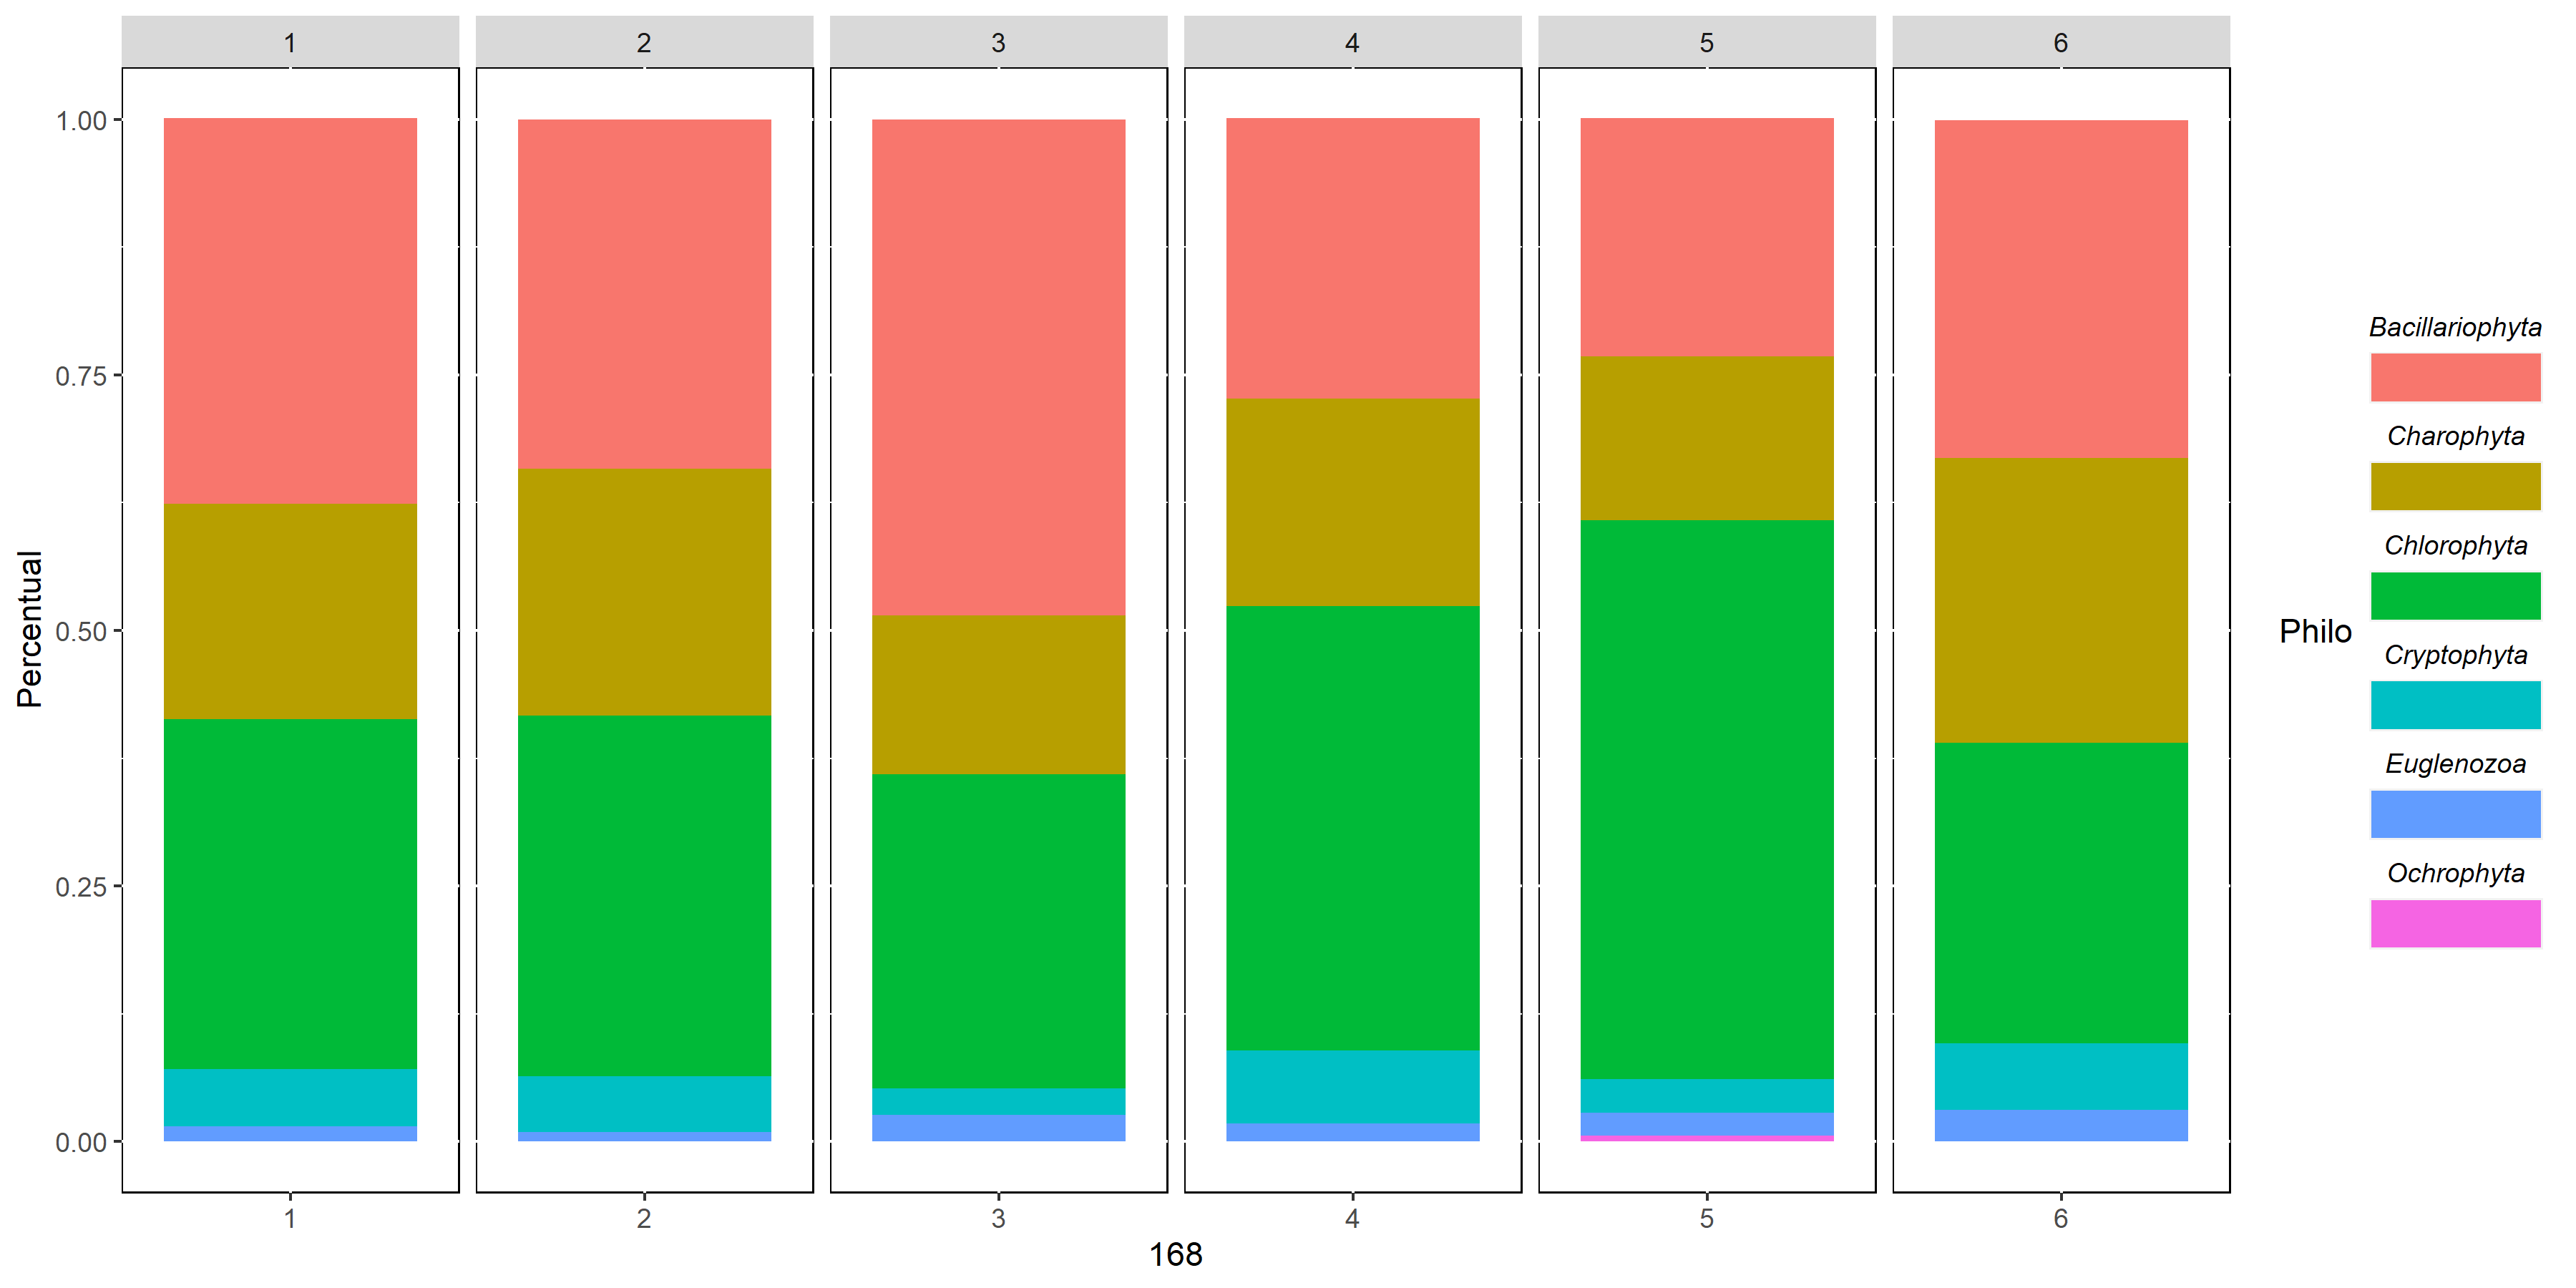 1 2 3 4 5 6
1.00
0.75
0.50
0.25
0.00
Percentual
1 2 3 4 5 6
168
Philo
Bacillariophyta
Charophyta
Chlorophyta
Cryptophyta
Euglenozoa
Ochrophyta